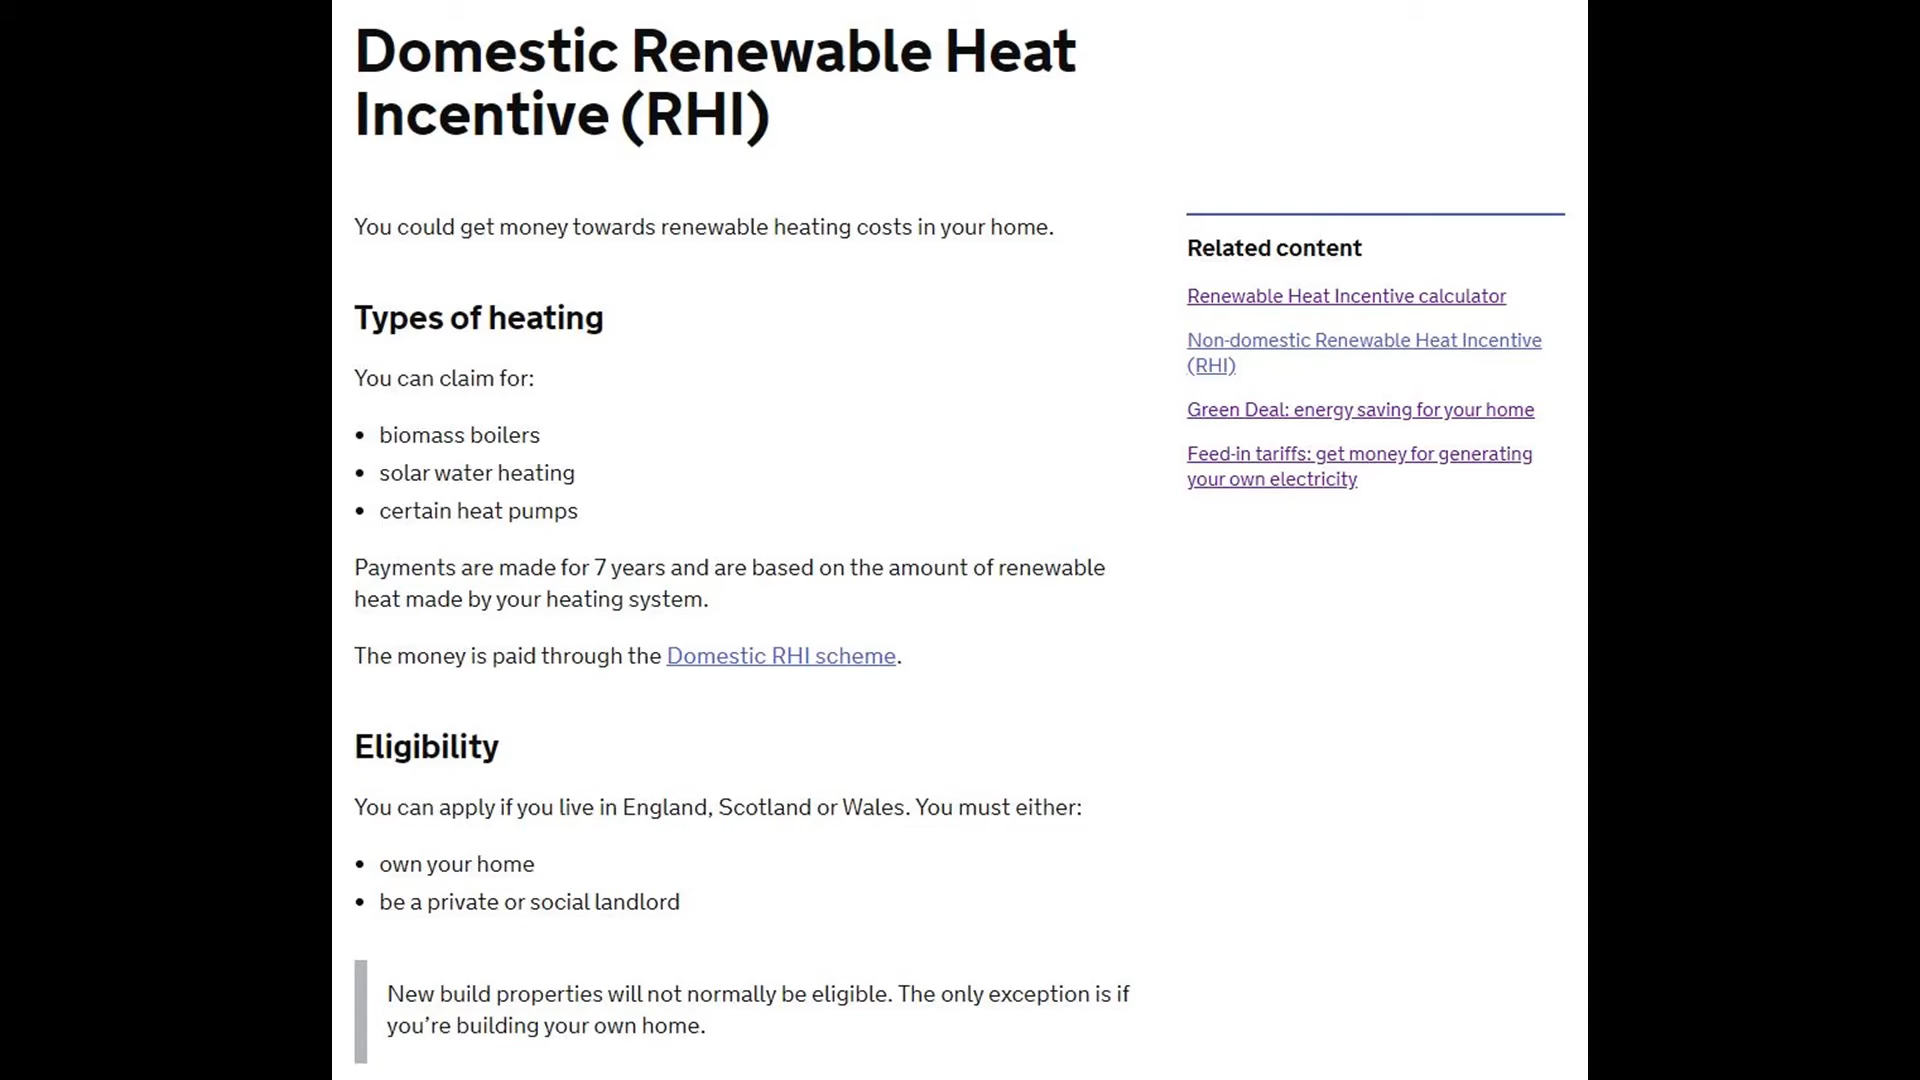 Domestic Renewable Heat
Incentive (RHI)
You could get money towards renewable heating costs in your home.
Types of heating
You can claim for:
• biomass boilers
• solar water heating
• certain heat pumps
Payments are made for 7 years and are based on the amount of renewable
heat made by your heating system.
The money is paid through the Domestic RHI scheme.
Eligibility
You can apply if you live in England, Scotland or Wales. You must either:
• own your home
• be a private or social landlord
New build properties will not normally be eligible. The only exception is if
you’re building your own home.
Related content
Renewable Heat Incentive calculator
Non-domestic Renewable Heat Incentive
(RHI)
Green Deal: energy saving for your home
Feed-in tariffs: get money for generating
your own electricity